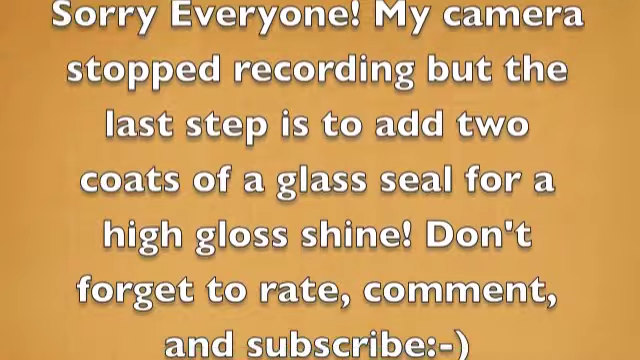 Sorry Everyone! My camera
stopped recording but the
last step is to add two
coats of a glass seal for a
high gloss shine! Don't
forget to rate, comment,
and subscribe:-)